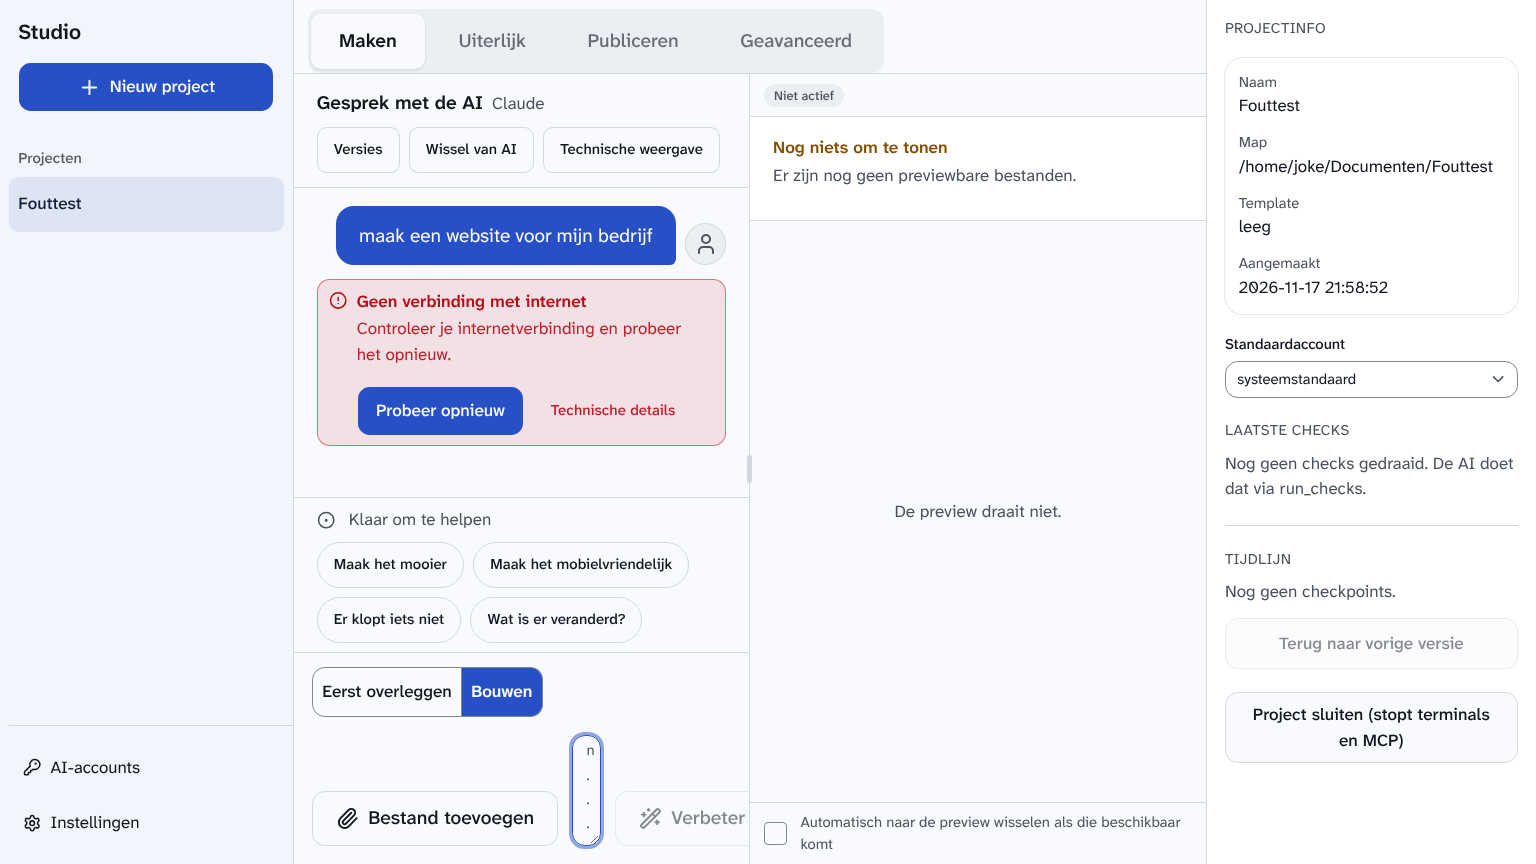 Studio
Nieuw project
Projecten
Fouttest
AI-accounts
Instellingen
Maken
Uiterlijk
Publiceren
Geavanceerd
Gesprek met de AI Claude
Versies
Wissel van AI
Technische weergave
maak een website voor mijn bedrijf
Geen verbinding met internet
Controleer je internetverbinding en probeer
het opnieuw.
Probeer opnieuw
Technische details
Klaar om te helpen
Maak het mooier
Maak het mobielvriendelijk
Er klopt iets niet
Wat is er veranderd?
Eerst overleggen
Bouwen
Bestand toevoegen
n
.
.
.
Verbeter
Niet actief
Nog niets om te tonen
Er zijn nog geen previewbare bestanden.
De preview draait niet.
Automatisch naar de preview wisselen als die beschikbaar
komt
PROJECTINFO
Naam
Fouttest
Map
/home/joke/Documenten/Fouttest
Template
leeg
Aangemaakt
2026-11-17 21:58:52
Standaardaccount
systeemstandaard
LAATSTE CHECKS
Nog geen checks gedraaid. De AI doet
dat via run_checks.
TIJDLIJN
Nog geen checkpoints.
Terug naar vorige versie
Project sluiten (stopt terminals
en MCP)